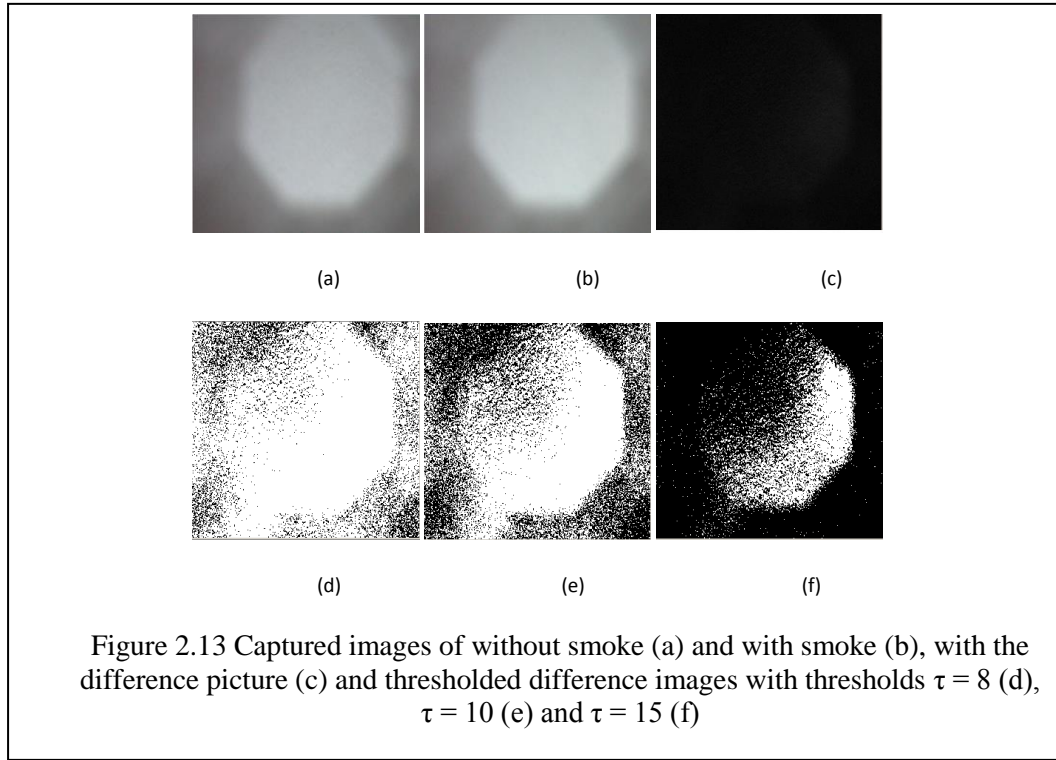 (a) (b) (c)
(d) (e) (f)
Figure 2.13 Captured images of without smoke (a) and with smoke (b), with the
difference picture (c) and thresholded difference images with thresholds τ = 8 (d),
τ = 10 (e) and τ = 15 (f)